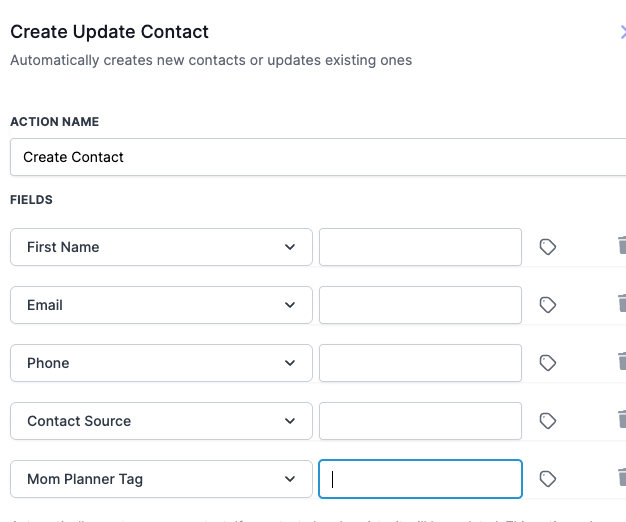 Create Update Contact
Automatically creates new contacts or updates existing ones
ACTION NAME
Create Contact
FIELDS
First Name
Email
Phone
Contact Source
Mom Planner Tag